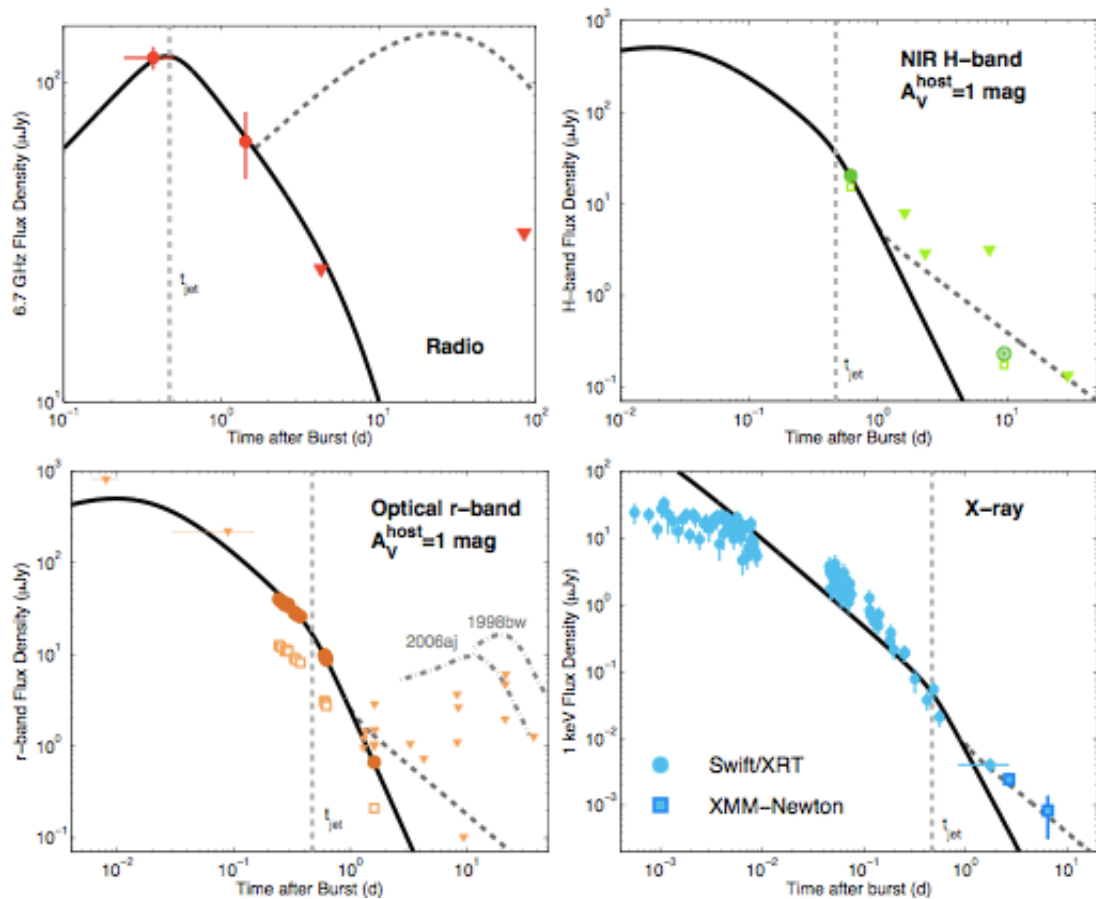 10²
10¹
10⁻¹
10⁰
10¹
10²
6.7 GHz Flux Density (μJy)
Time after Burst (d)
t_jet
Radio
10³
10²
10¹
10⁰
10⁻¹
10⁻²
10⁻¹
10⁰
10¹
H−band Flux Density (μJy)
Time after Burst (d)
t_jet
NIR H−band
A_V^host=1 mag
10³
10²
10¹
10⁰
10⁻¹
10⁻²
10⁻¹
10⁰
10¹
r−band Flux Density (μJy)
Time after Burst (d)
t_jet
Optical r−band
A_V^host=1 mag
2006aj
1998bw
10²
10¹
10⁰
10⁻¹
10⁻²
10⁻³
10⁻³
10⁻²
10⁻¹
10⁰
10¹
1 keV Flux Density (μJy)
Time after burst (d)
t_jet
X−ray
Swift/XRT
XMM−Newton